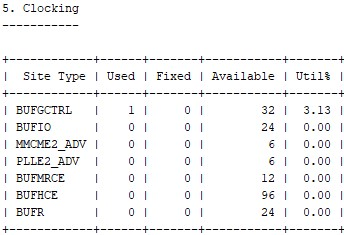 5. Clocking
-----------
+------------+------+-------+-----------+-------+
| Site Type | Used | Fixed | Available | Util% |
+------------+------+-------+-----------+-------+
| BUFGCTRL | 1 | 0 | 32 | 3.13 |
| BUFIO | 0 | 0 | 24 | 0.00 |
| MMCME2_ADV | 0 | 0 | 6 | 0.00 |
| PLLE2_ADV | 0 | 0 | 6 | 0.00 |
| BUFMRCE | 0 | 0 | 12 | 0.00 |
| BUFHCE | 0 | 0 | 96 | 0.00 |
| BUFR | 0 | 0 | 24 | 0.00 |
+------------+------+-------+-----------+-------+